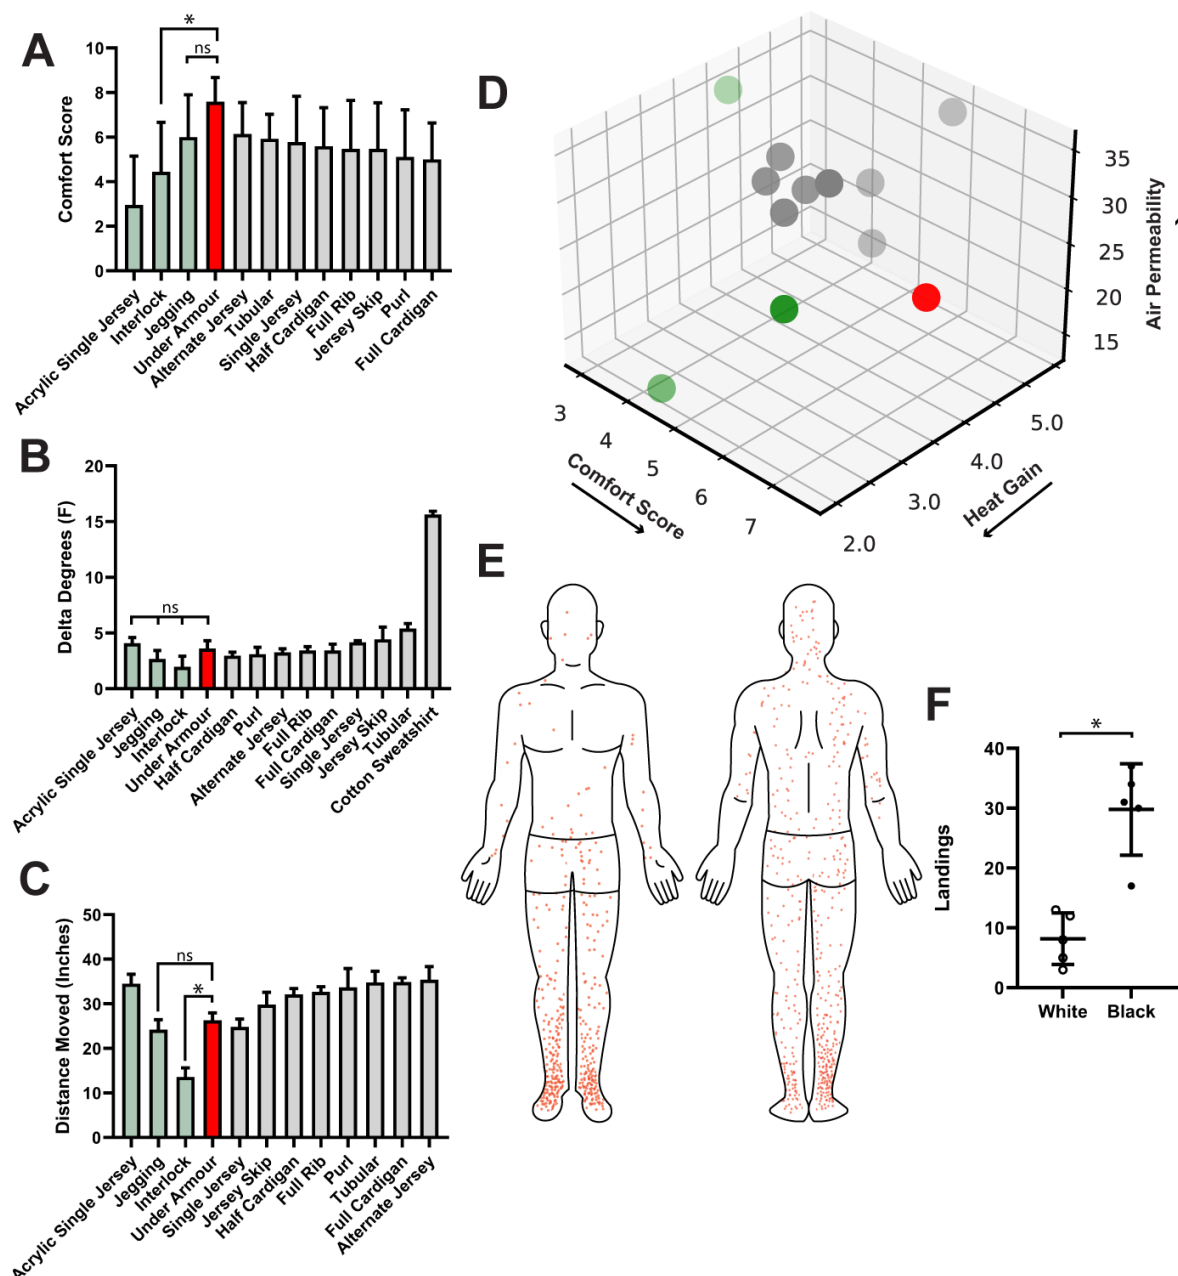 A
*
ns
Comfort Score
10
8
6
4
2
0
Acrylic Single Jersey
Interlock
Jegging
Under Armour
Alternate Jersey
Tubular
Single Jersey
Half Cardigan
Full Rib
Jersey Skip
Purl
Full Cardigan
B
Delta Degrees (F)
20
15
10
5
0
ns
Acrylic Single Jersey
Jegging
Interlock
Under Armour
Half Cardigan
Purl
Alternate Jersey
Full Rib
Full Cardigan
Single Jersey
Jersey Skip
Tubular
Cotton Sweatshirt
C
Distance Moved (Inches)
50
40
30
20
10
0
ns
*
Acrylic Single Jersey
Jegging
Interlock
Under Armour
Single Jersey
Jersey Skip
Half Cardigan
Full Rib
Purl
Tubular
Full Cardigan
Alternate Jersey
D
35
30
25
20
15
Air Permeability
3
4
5
6
7
Comfort Score
2.0
3.0
4.0
5.0
Heat Gain
E
F
*
Landings
40
30
20
10
0
White
Black